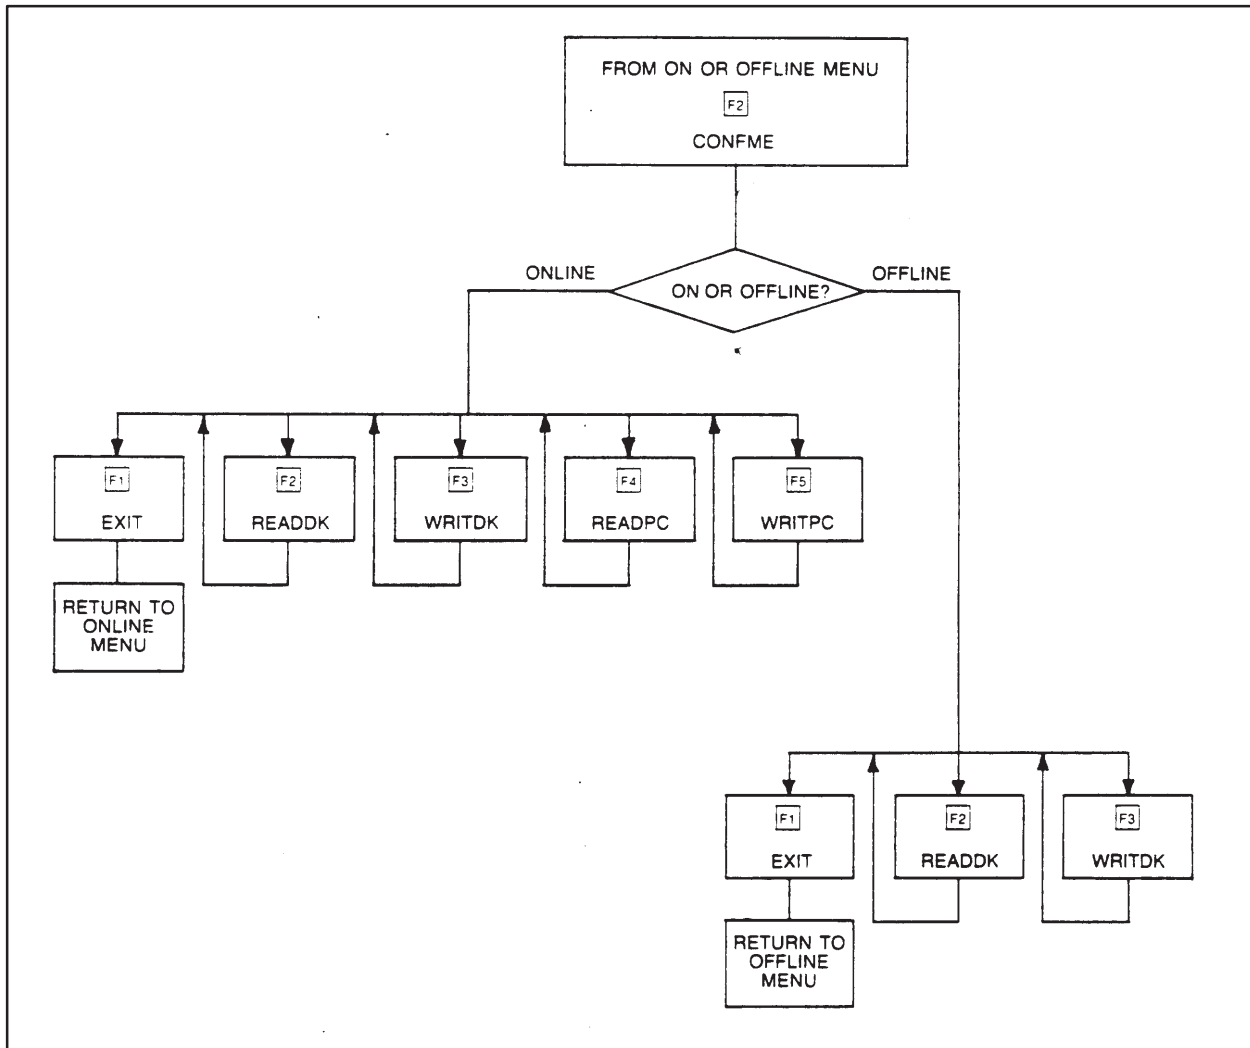 FROM ON OR OFFLINE MENU
F2
CONFME
ONLINE
ON OR OFFLINE?
OFFLINE
F1
EXIT
F2
READDK
F3
WRITDK
F4
READPC
F5
WRITPC
RETURN TO
ONLINE
MENU
F1
EXIT
F2
READDK
F3
WRITDK
RETURN TO
OFFLINE
MENU